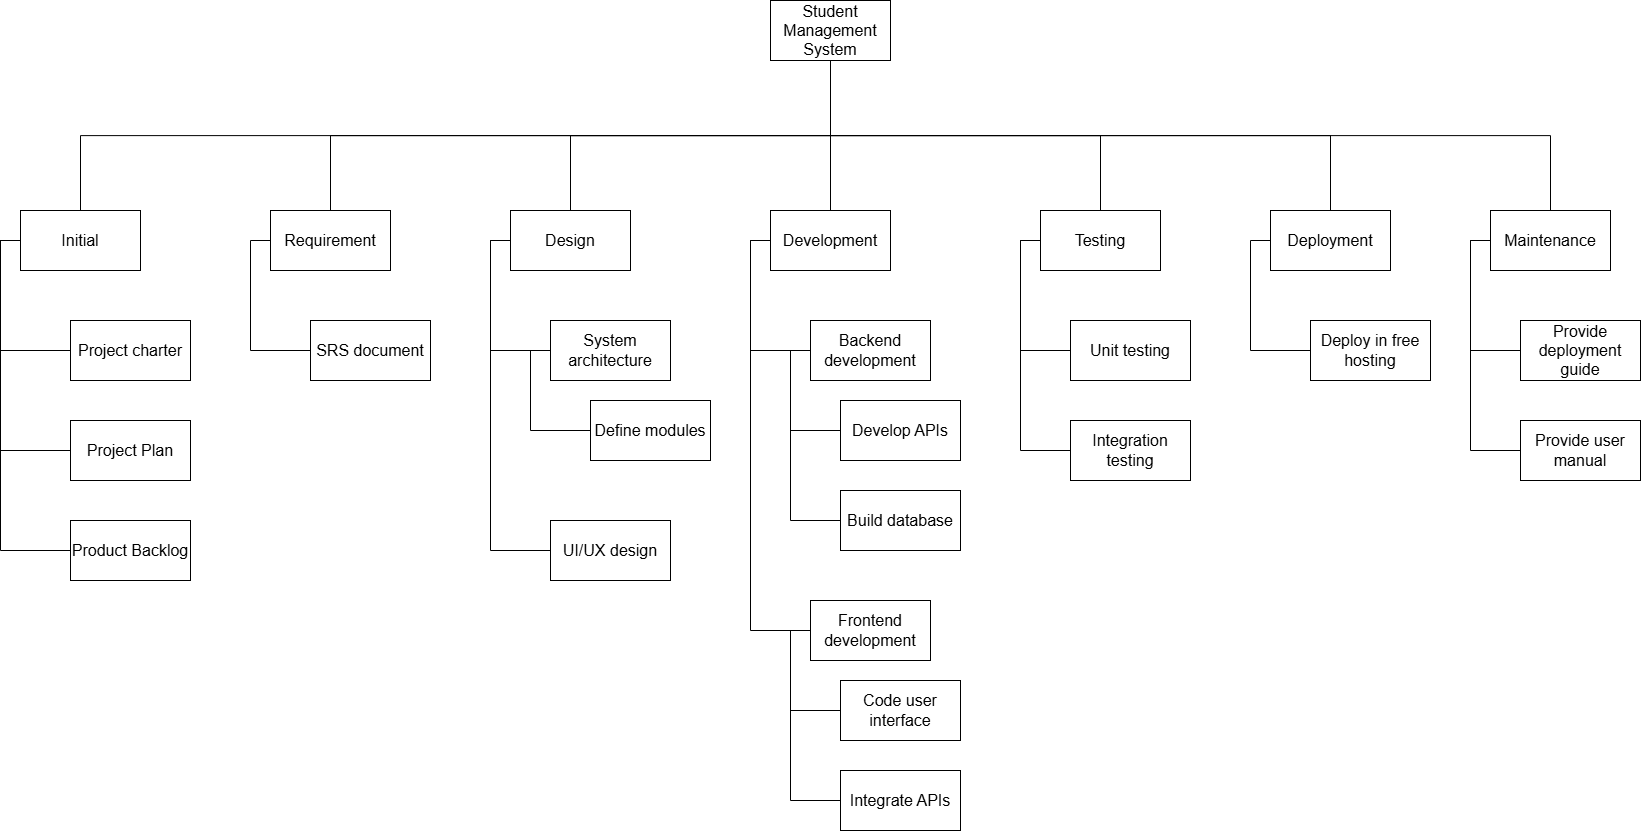 Student
Management
System
Initial
Requirement
Design
Development
Testing
Deployment
Maintenance
Project charter
SRS document
System
architecture
Backend
development
Unit testing
Deploy in free
hosting
Provide
deployment
guide
Define modules
Develop APIs
Project Plan
Integration
testing
Provide user
manual
Build database
Product Backlog
UI/UX design
Frontend
development
Code user
interface
Integrate APIs